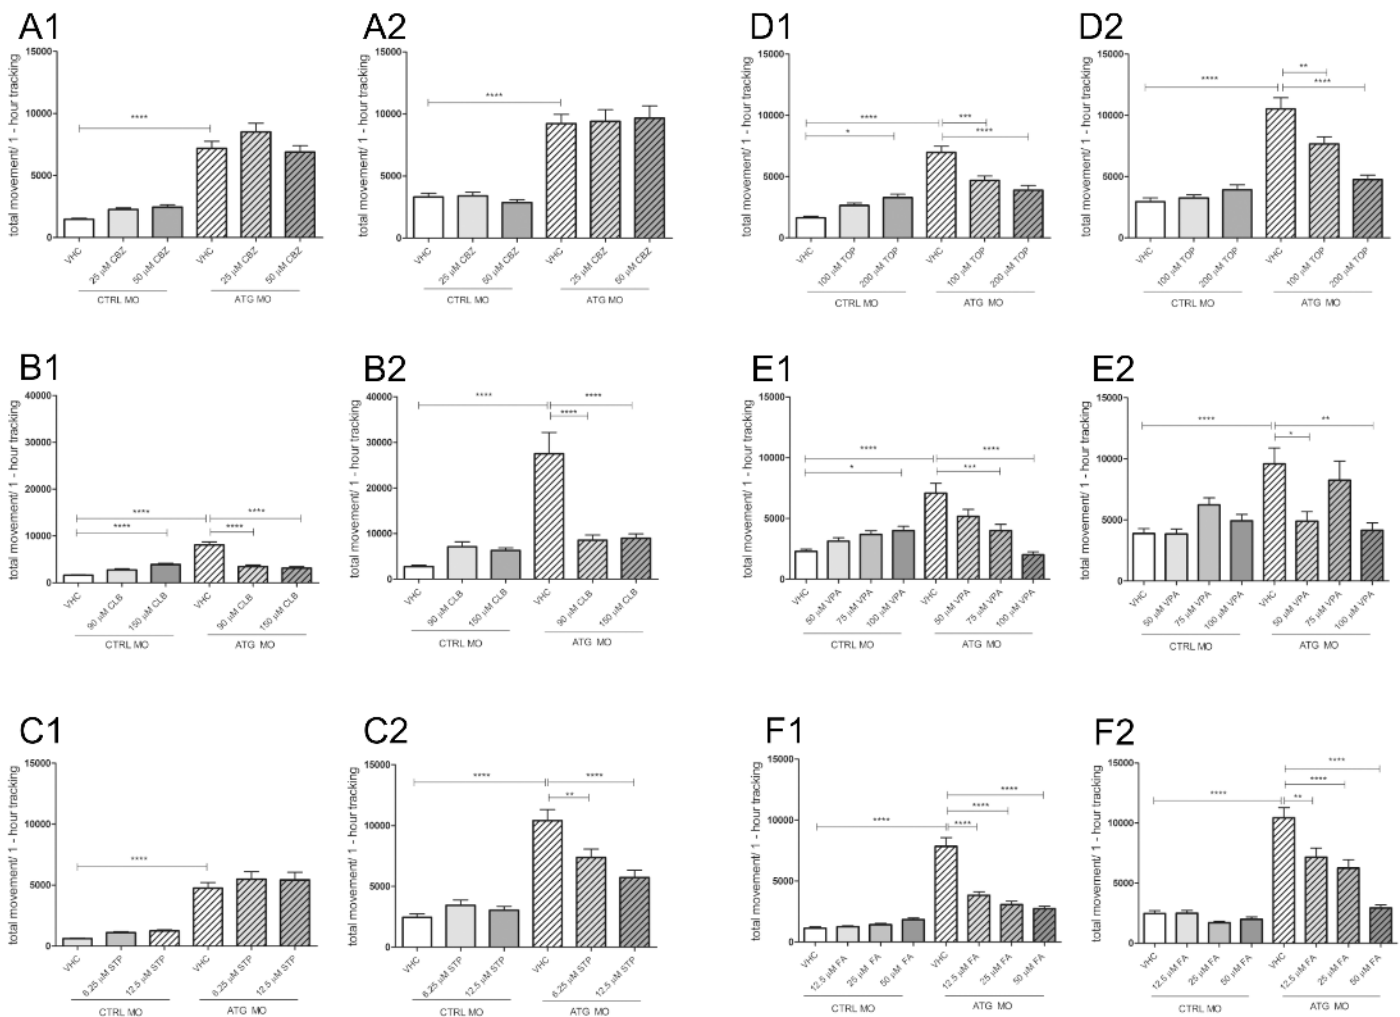 A1
total movement/ 1 - hour tracking
15000
10000
5000
0
****
VHC
25 µM CBZ
50 µM CBZ
VHC
25 µM CBZ
50 µM CBZ
CTRL MO
ATG MO
A2
total movement/ 1 - hour tracking
15000
10000
5000
0
****
VHC
25 µM CBZ
50 µM CBZ
VHC
25 µM CBZ
50 µM CBZ
CTRL MO
ATG MO
D1
total movement/ 1 - hour tracking
15000
10000
5000
0
****
***
*
****
VHC
100 µM TOP
200 µM TOP
VHC
100 µM TOP
200 µM TOP
CTRL MO
ATG MO
D2
total movement/ 1 - hour tracking
15000
10000
5000
0
**
****
****
VHC
100 µM TOP
200 µM TOP
VHC
100 µM TOP
200 µM TOP
CTRL MO
ATG MO
B1
total movement/ 1 - hour tracking
40000
30000
20000
10000
0
****
****
****
****
VHC
90 µM CLB
150 µM CLB
VHC
90 µM CLB
150 µM CLB
CTRL MO
ATG MO
B2
total movement/ 1 - hour tracking
40000
30000
20000
10000
0
****
****
****
VHC
90 µM CLB
150 µM CLB
VHC
90 µM CLB
150 µM CLB
CTRL MO
ATG MO
E1
total movement/ 1 - hour tracking
15000
10000
5000
0
****
****
*
***
VHC
50 µM VPA
75 µM VPA
100 µM VPA
VHC
50 µM VPA
75 µM VPA
100 µM VPA
CTRL MO
ATG MO
E2
total movement/ 1 - hour tracking
15000
10000
5000
0
****
**
*
VHC
50 µM VPA
75 µM VPA
100 µM VPA
VHC
50 µM VPA
75 µM VPA
100 µM VPA
CTRL MO
ATG MO
C1
total movement/ 1 - hour tracking
15000
10000
5000
0
****
VHC
6.25 µM STP
12.5 µM STP
VHC
6.25 µM STP
12.5 µM STP
CTRL MO
ATG MO
C2
total movement/ 1 - hour tracking
15000
10000
5000
0
****
****
**
VHC
6.25 µM STP
12.5 µM STP
VHC
6.25 µM STP
12.5 µM STP
CTRL MO
ATG MO
F1
total movement/ 1 - hour tracking
15000
10000
5000
0
****
****
****
****
VHC
12.5 µM FA
25 µM FA
50 µM FA
VHC
12.5 µM FA
25 µM FA
50 µM FA
CTRL MO
ATG MO
F2
total movement/ 1 - hour tracking
15000
10000
5000
0
****
****
****
**
VHC
12.5 µM FA
25 µM FA
50 µM FA
VHC
12.5 µM FA
25 µM FA
50 µM FA
CTRL MO
ATG MO